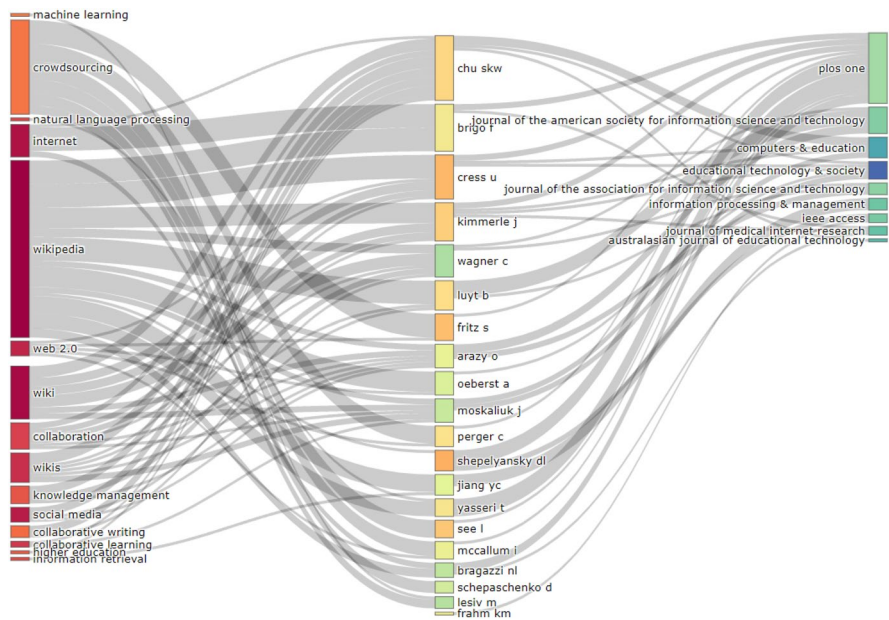 machine learning
crowdsourcing
natural language processing
internet
wikipedia
web 2.0
wiki
collaboration
wikis
knowledge management
social media
collaborative writing
collaborative learning
higher education
information retrieval
chu skw
brigo f
cress u
kimmerle j
wagner c
luyt b
fritz s
arazy o
oeberst a
moskaliuk j
perger c
shepelyansky dl
jiang yc
yasseri t
see l
mccallum i
bragazzi nl
schepaschenko d
lesiv m
frahm km
plos one
journal of the american society for information science and technology
computers & education
educational technology & society
journal of the association for information science and technology
information processing & management
ieee access
journal of medical internet research
australasian journal of educational technology